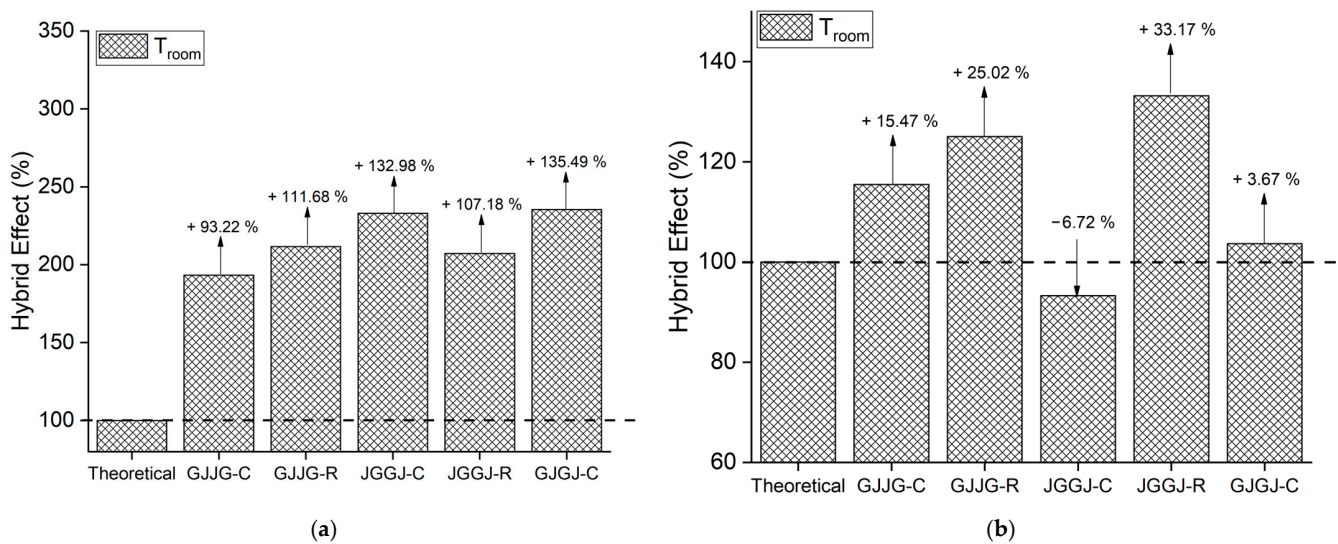 350
300
250
200
150
100
Hybrid Effect (%)
T_room
+ 93.22 %
+ 111.68 %
+ 132.98 %
+ 107.18 %
+ 135.49 %
Theoretical GJJG-C GJJG-R JGGJ-C JGGJ-R GJGJ-C
(a)
140
120
100
80
60
Hybrid Effect (%)
T_room
+ 15.47 %
+ 25.02 %
−6.72 %
+ 33.17 %
+ 3.67 %
Theoretical GJJG-C GJJG-R JGGJ-C JGGJ-R GJGJ-C
(b)